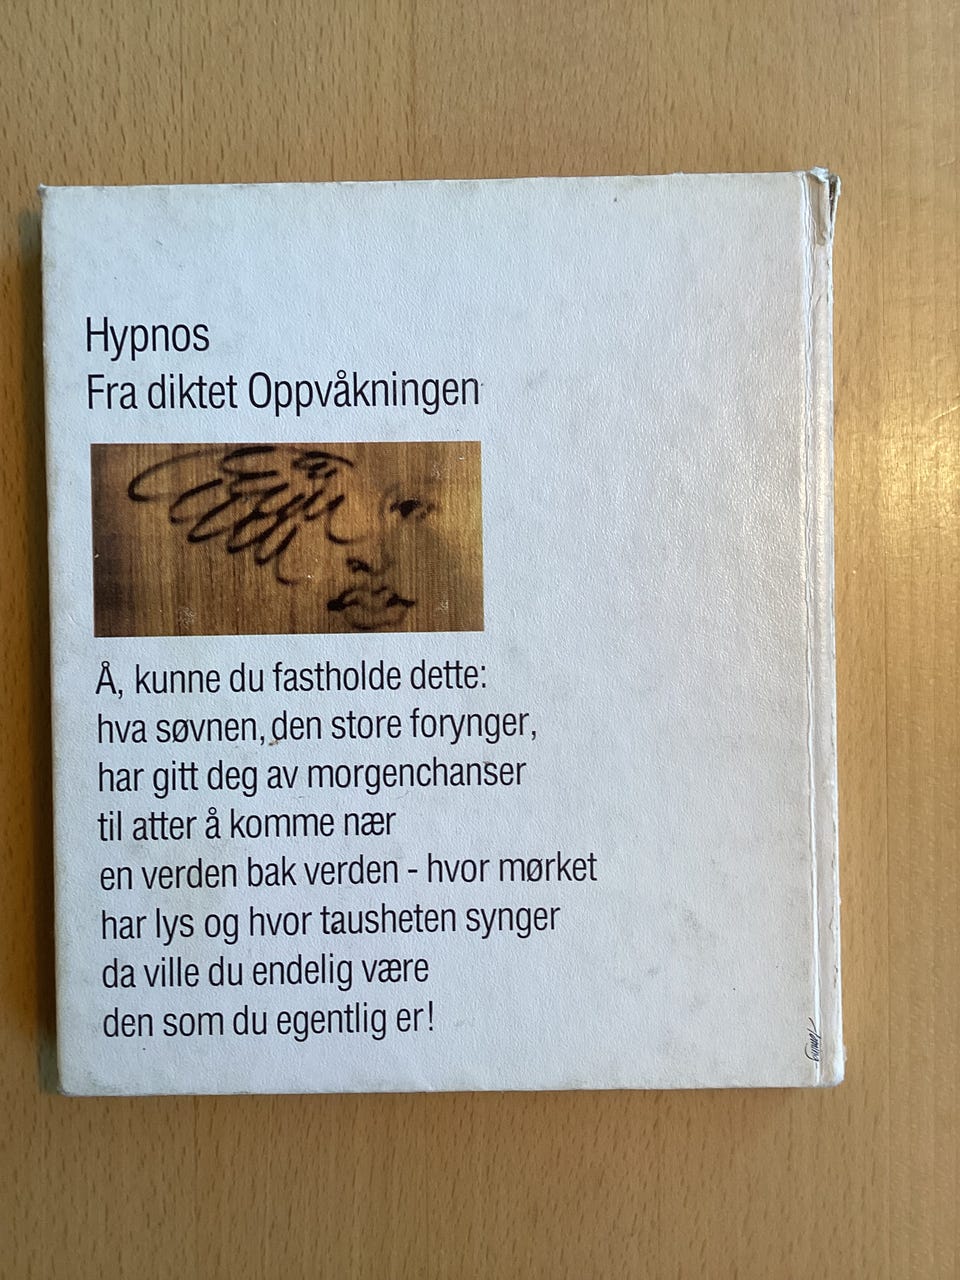 Hypnos
Fra diktet Oppvåkningen
Å, kunne du fastholde dette:
hva søvnen, den store forynger,
har gitt deg av morgenchanser
til atter å komme nær
en verden bak verden - hvor mørket
har lys og hvor tausheten synger
da ville du endelig være
den som du egentlig er!